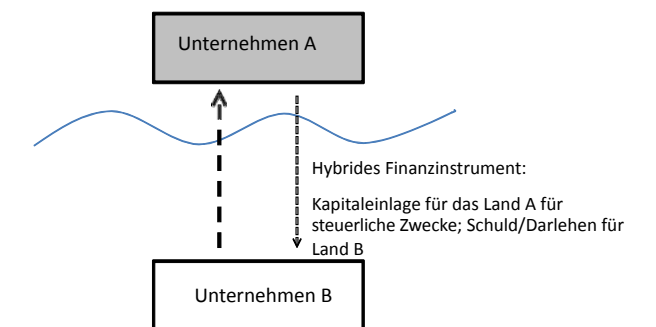 Unternehmen A
Hybrides Finanzinstrument:
Kapitaleinlage für das Land A für
steuerliche Zwecke; Schuld/Darlehen für
Land B
Unternehmen B